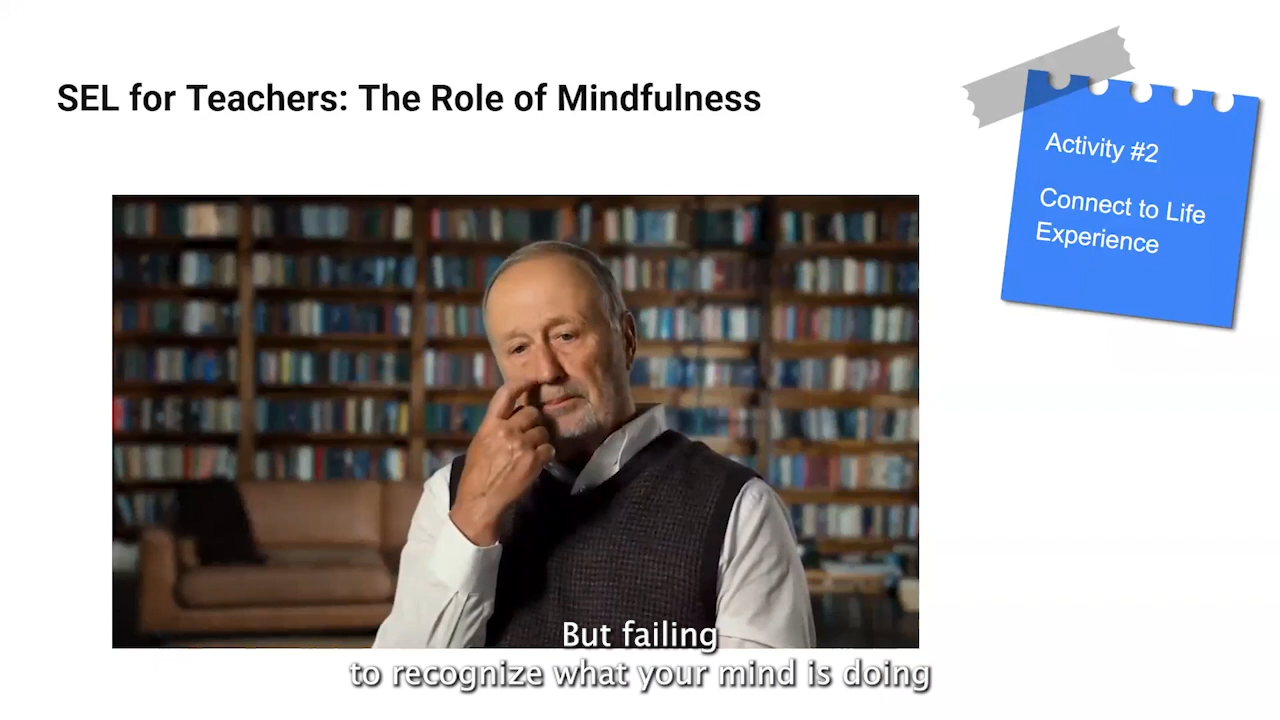 SEL for Teachers: The Role of Mindfulness
Activity #2
Connect to Life
Experience
But failing
to recognize what your mind is doing